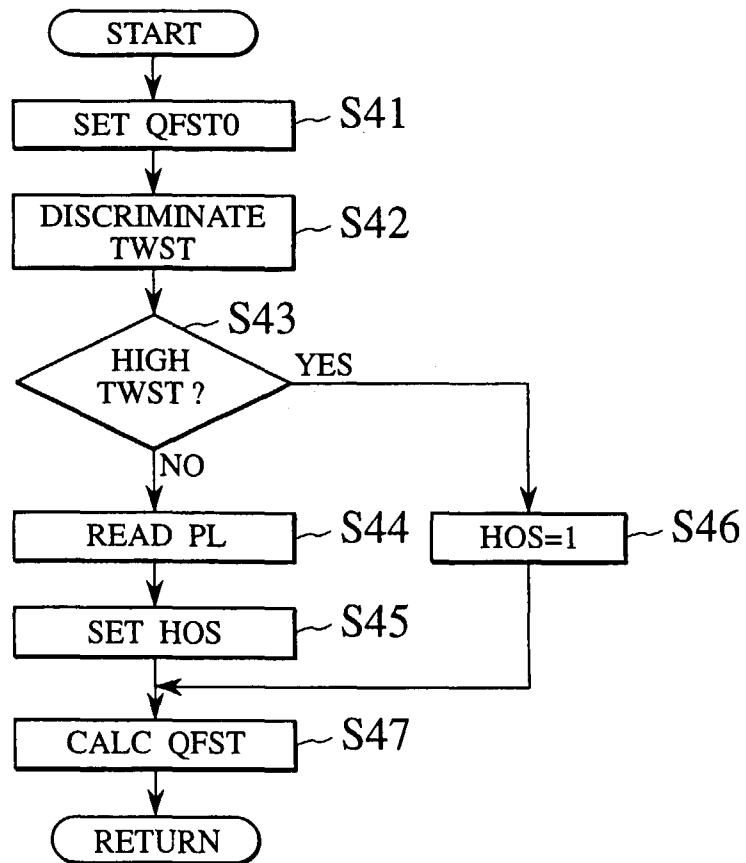 START
SET QFST0
S41
DISCRIMINATE
TWST
S42
S43
HIGH
TWST ?
YES
NO
READ PL
S44
HOS=1
S46
SET HOS
S45
CALC QFST
S47
RETURN